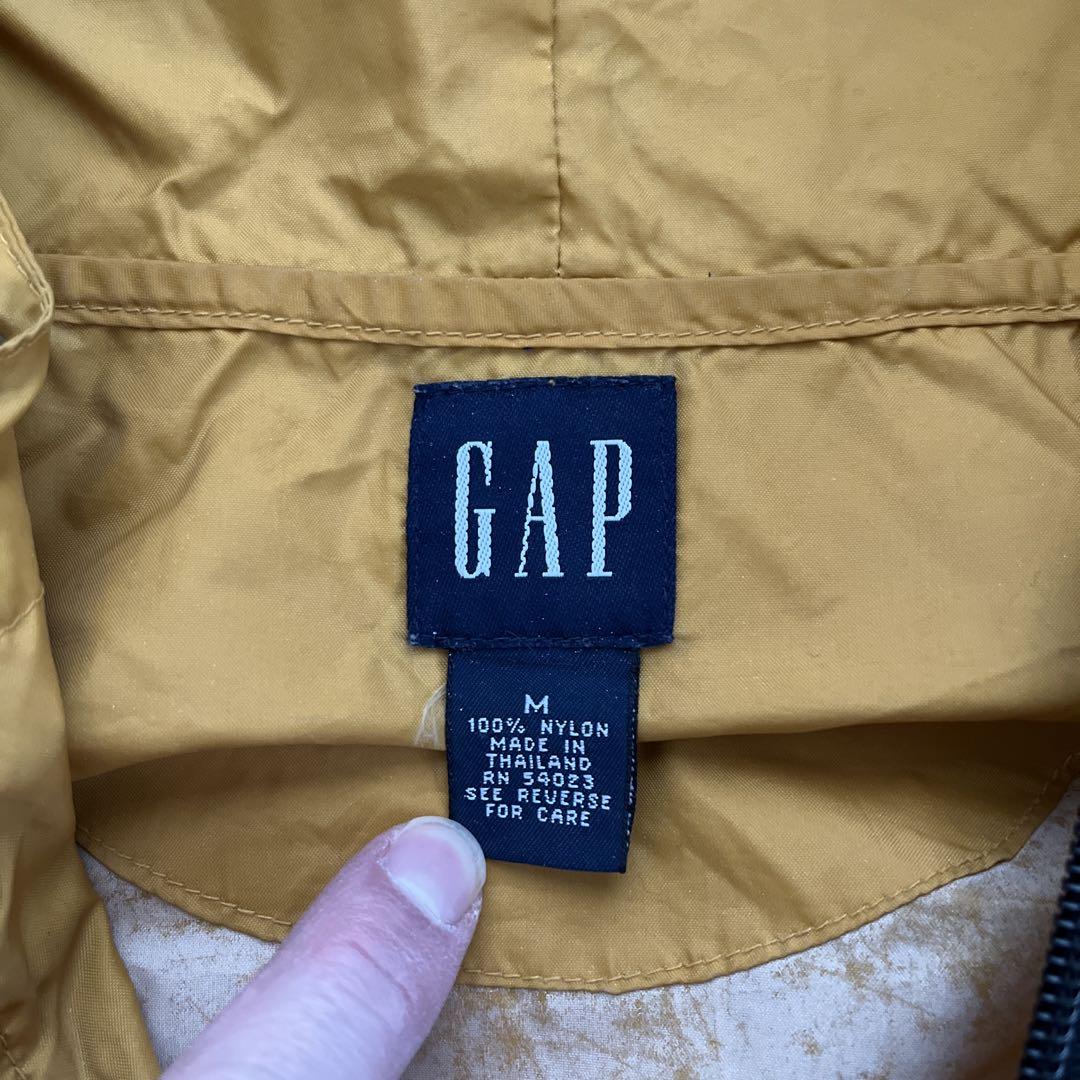 GAP
M
100% NYLON
MADE IN
THAILAND
RN 54023
SEE REVERSE
FOR CARE